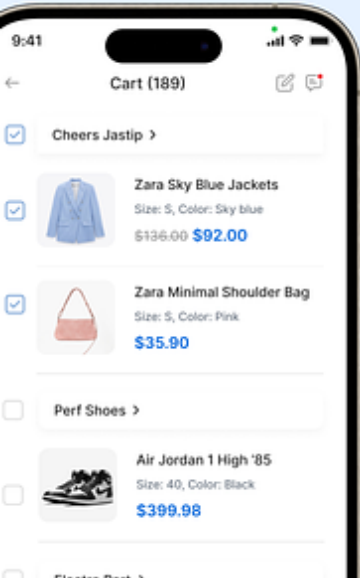 9:41
Cart (189)
Cheers Jastip >
Zara Sky Blue Jackets
Size: S, Color: Sky blue
$136.00 $92.00
Zara Minimal Shoulder Bag
Size: S, Color: Pink
$35.90
Perf Shoes >
Air Jordan 1 High '85
Size: 40, Color: Black
$399.98